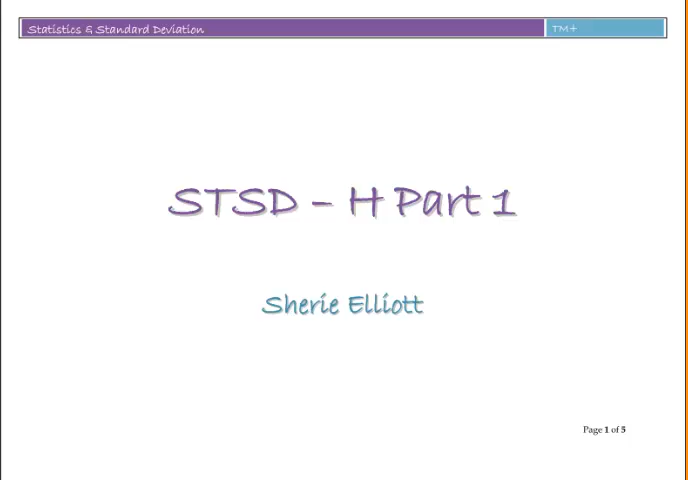 Statistics & Standard Deviation TM+
STSD – H Part 1
Sherie Elliott
Page 1 of 5